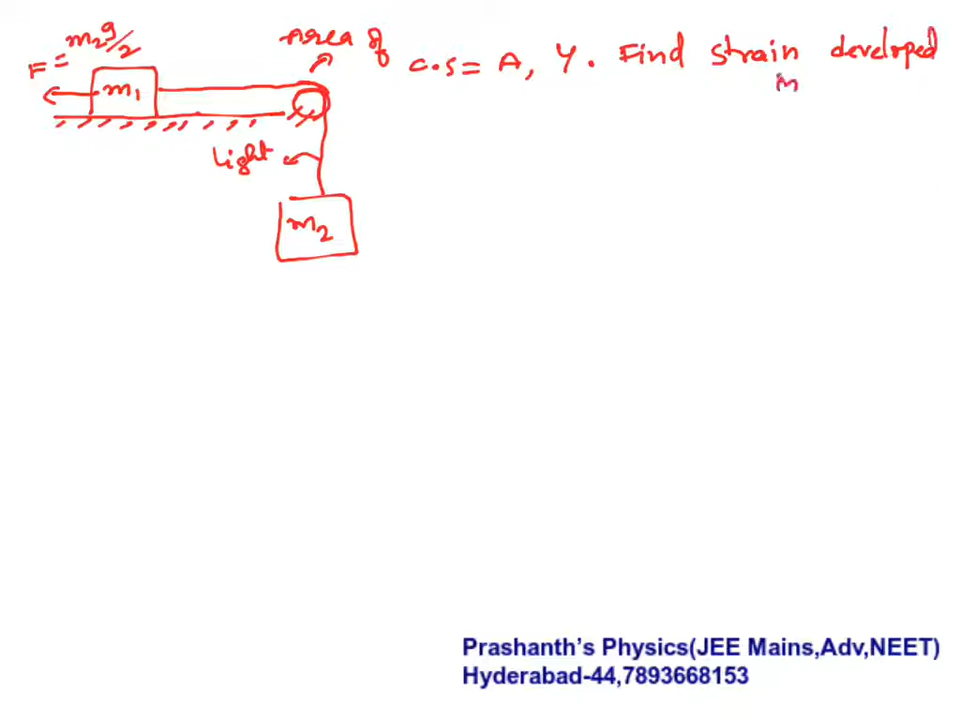 F = m₂g/2
Area of
c.s = A, Y. Find strain developed
in
m₁
Light
m₂
Prashanth's Physics(JEE Mains,Adv,NEET)
Hyderabad-44,7893668153